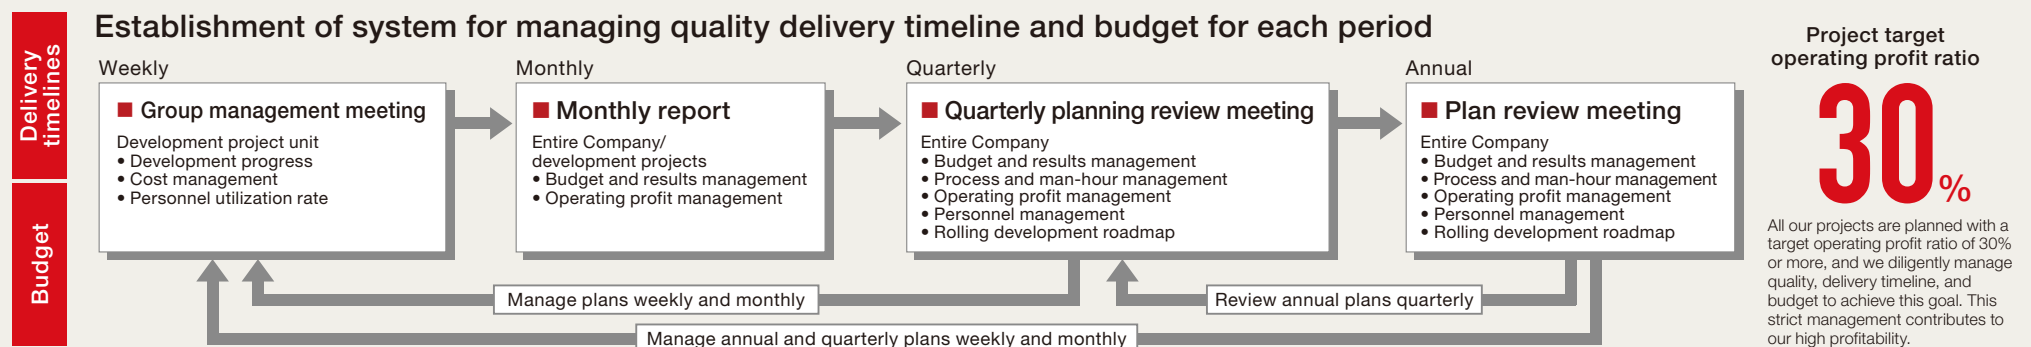 Delivery
timelines
Budget
Establishment of system for managing quality delivery timeline and budget for each period
Weekly
■ Group management meeting
Development project unit
• Development progress
• Cost management
• Personnel utilization rate
Monthly
■ Monthly report
Entire Company/
development projects
• Budget and results management
• Operating profit management
Quarterly
■ Quarterly planning review meeting
Entire Company
• Budget and results management
• Process and man-hour management
• Operating profit management
• Personnel management
• Rolling development roadmap
Annual
■ Plan review meeting
Entire Company
• Budget and results management
• Process and man-hour management
• Operating profit management
• Personnel management
• Rolling development roadmap
Manage plans weekly and monthly
Review annual plans quarterly
Manage annual and quarterly plans weekly and monthly
Project target
operating profit ratio
30%
All our projects are planned with a
target operating profit ratio of 30%
or more, and we diligently manage
quality, delivery timeline, and
budget to achieve this goal. This
strict management contributes to
our high profitability.